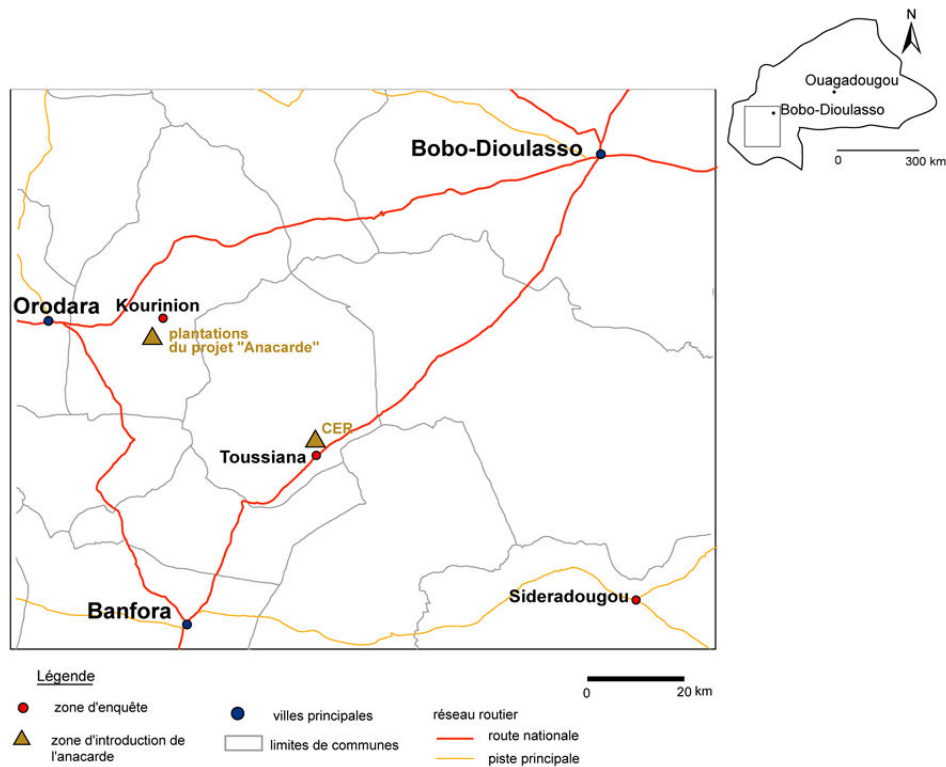 N
Ouagadougou
Bobo-Dioulasso
0 300 km
Bobo-Dioulasso
Orodara
Kourinion
plantations
du projet "Anacarde"
CER
Toussiana
Sideradougou
Banfora
0 20 km
Légende
zone d'enquête
villes principales
réseau routier
zone d'introduction de
l'anacarde
limites de communes
route nationale
piste principale